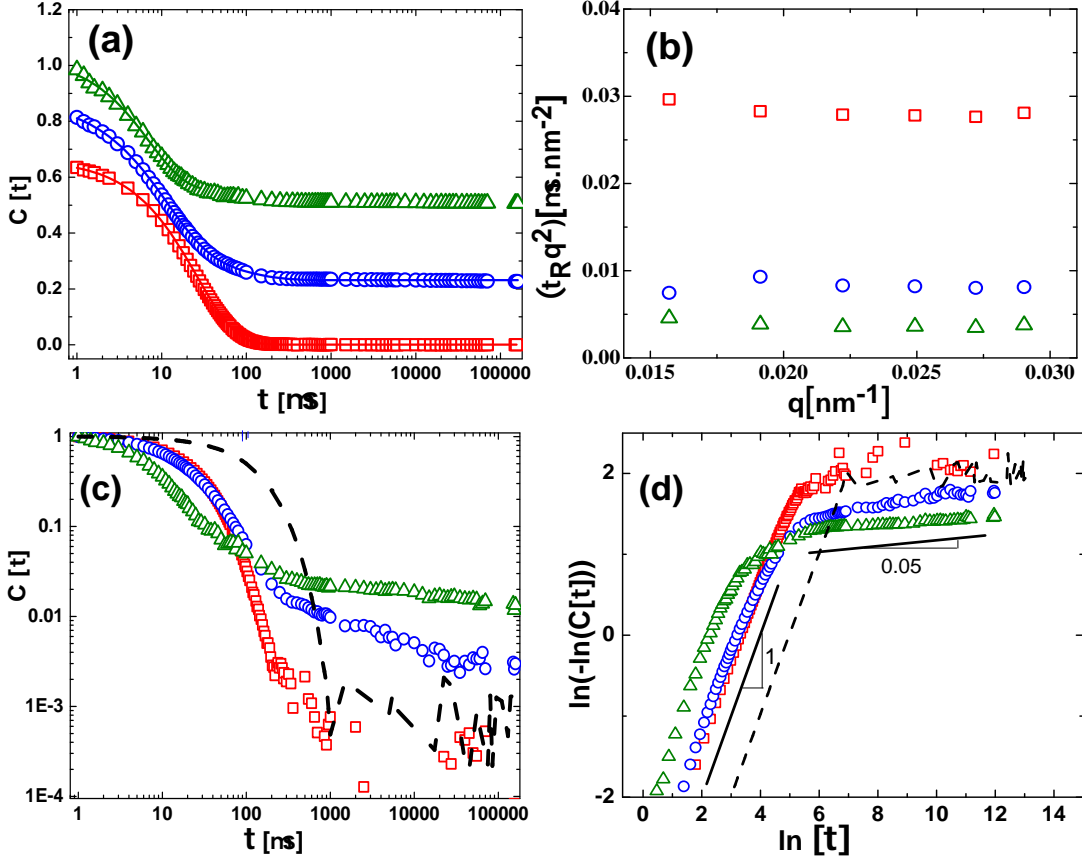 (a)
1.2
1.0
0.8
0.6
0.4
0.2
0.0
C [t]
1 10 100 1000 10000 100000
t [ns]
(b)
0.04
0.03
0.02
0.01
0.00
(t_R q²)[ns.nm⁻²]
0.015 0.020 0.025 0.030
q[nm⁻¹]
(c)
1
0.1
0.01
1E-3
1E-4
C [t]
1 10 100 1000 10000 100000
t [ns]
(d)
2
0
-2
ln(-ln(C[t]))
0.05
1
0 2 4 6 8 10 12 14
ln [t]